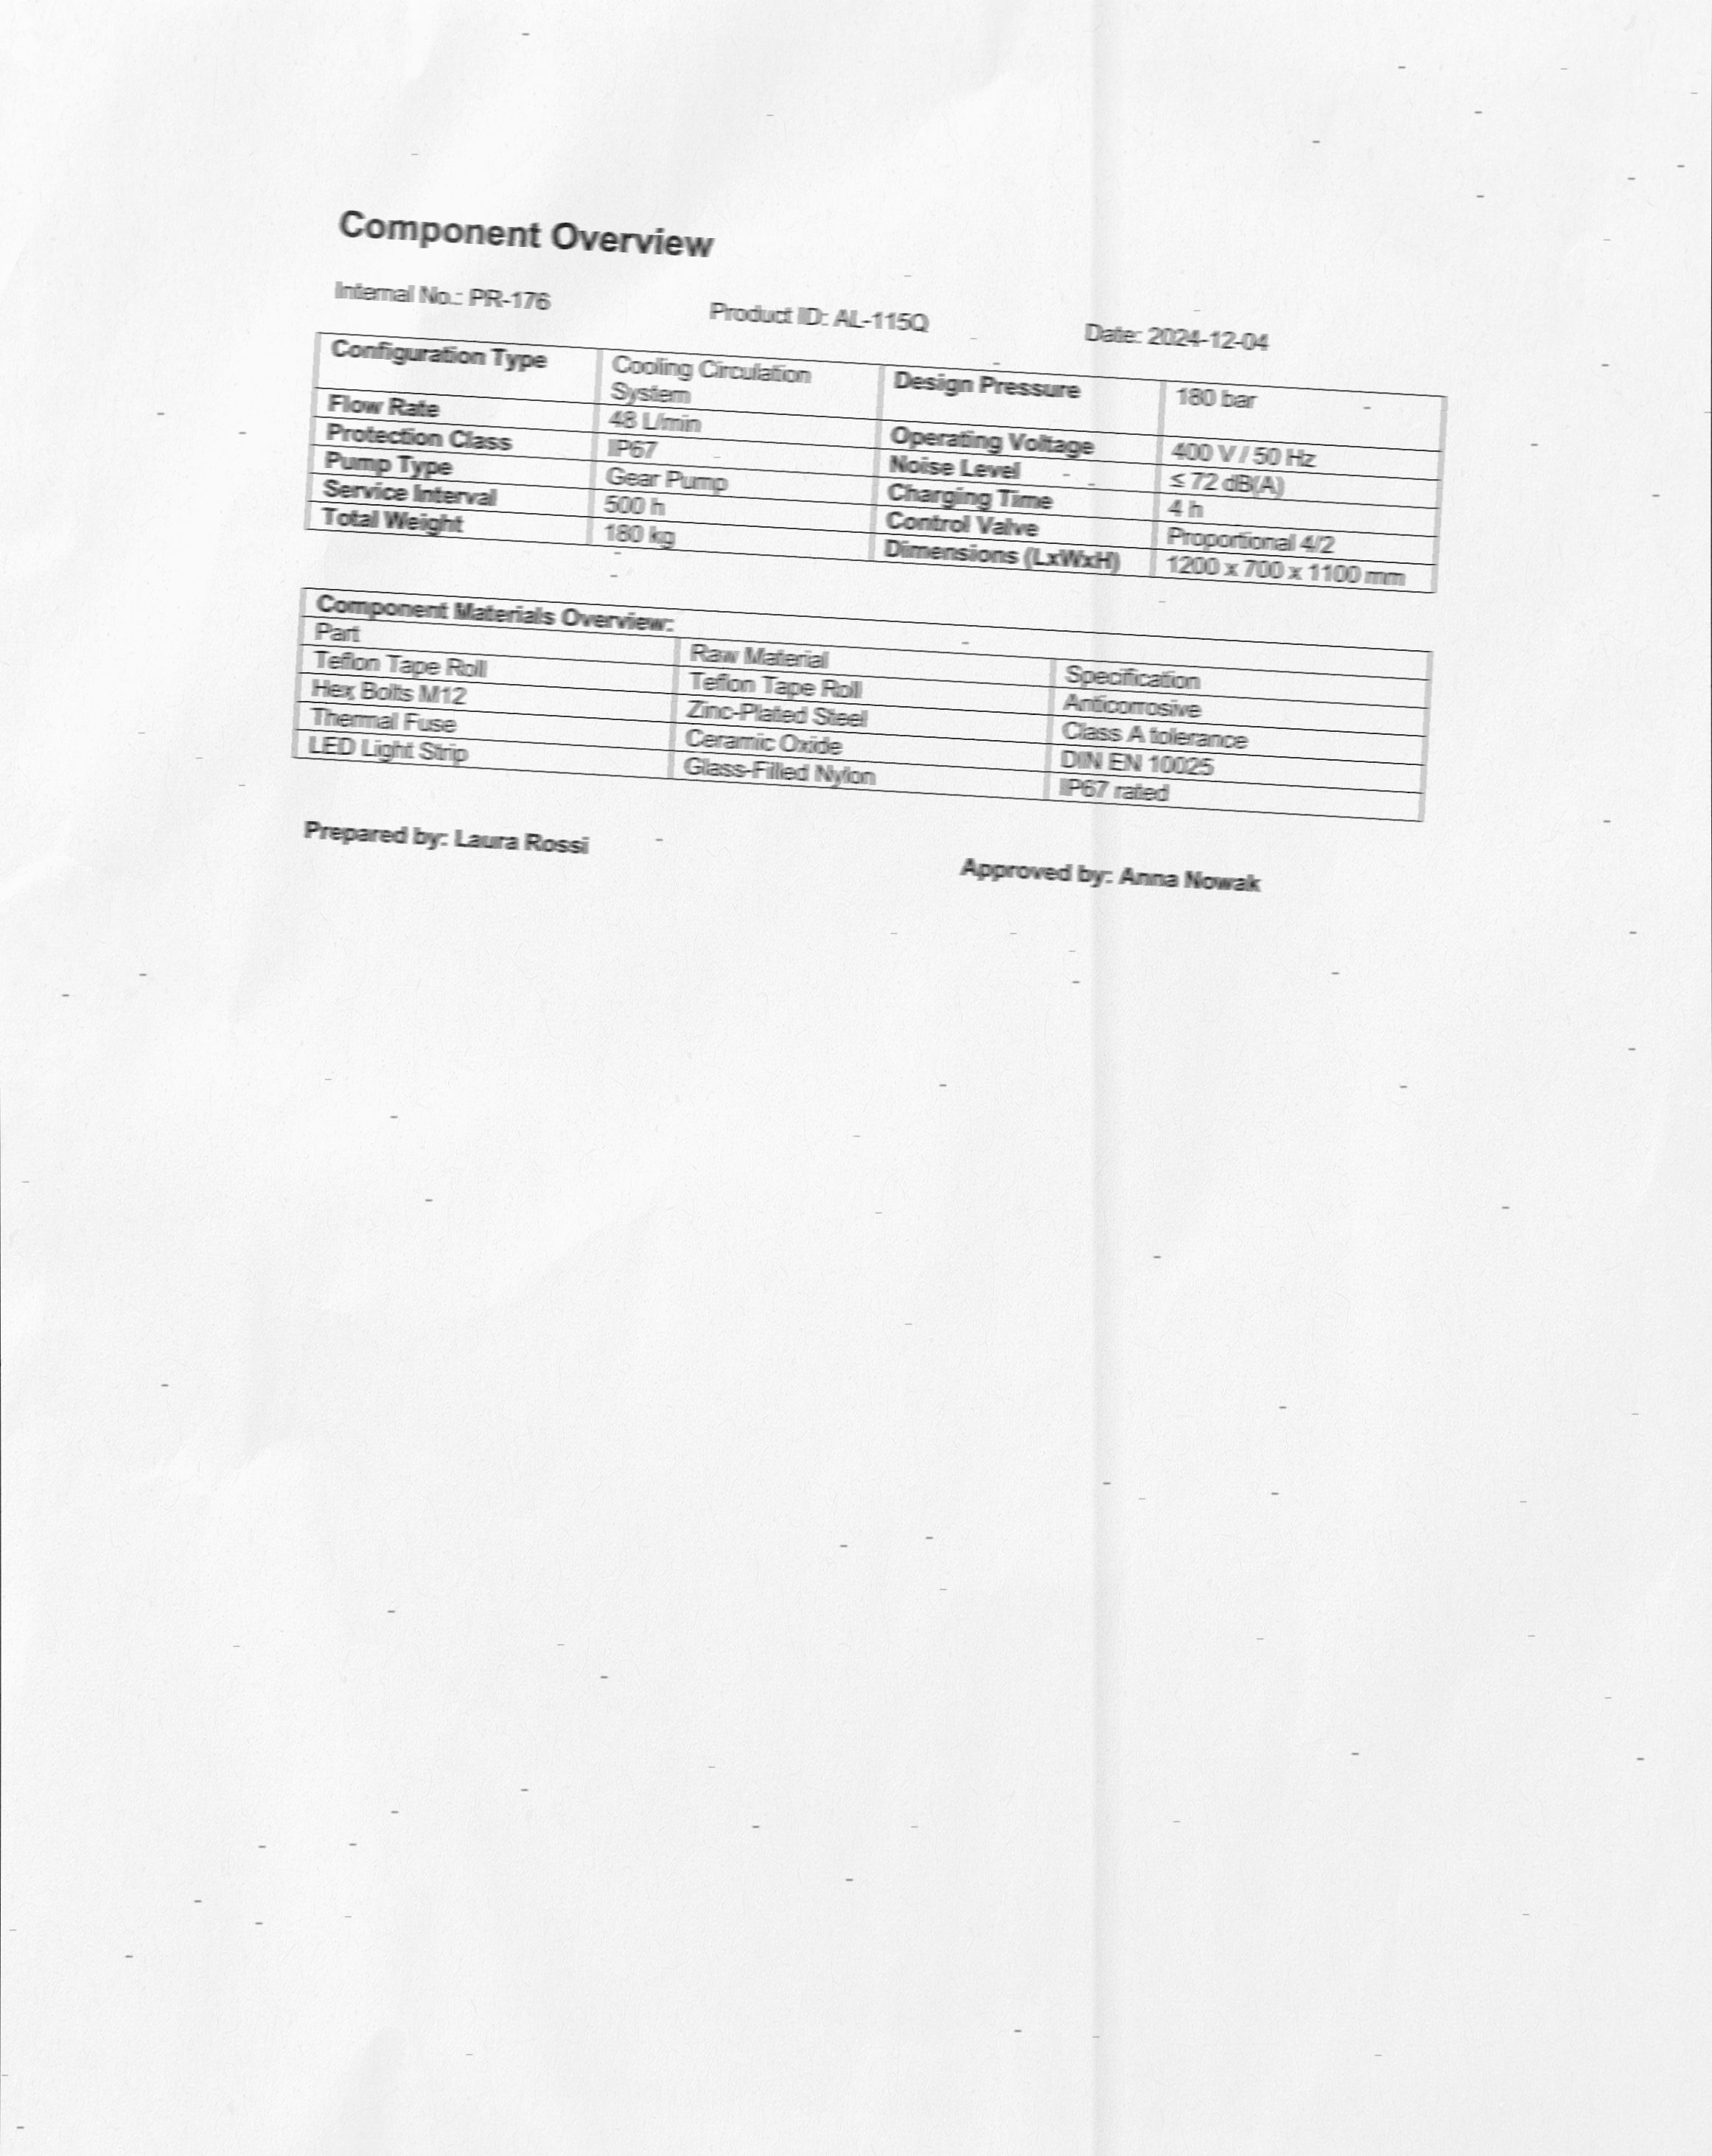 Component Overview
Internal No.: PR-176 Product ID: AL-115Q Date: 2024-12-04
Configuration Type Cooling Circulation System Design Pressure 180 bar
Flow Rate 48 L/min Operating Voltage 400 V / 50 Hz
Protection Class IP67 Noise Level ≤ 72 dB(A)
Pump Type Gear Pump Charging Time 4 h
Service Interval 500 h Control Valve Proportional 4/2
Total Weight 180 kg Dimensions (LxWxH) 1200 x 700 x 1100 mm
Component Materials Overview:
Part Raw Material Specification
Teflon Tape Roll Teflon Tape Roll Anticorrosive
Hex Bolts M12 Zinc-Plated Steel Class A tolerance
Thermal Fuse Ceramic Oxide DIN EN 10025
LED Light Strip Glass-Filled Nylon IP67 rated
Prepared by: Laura Rossi Approved by: Anna Nowak